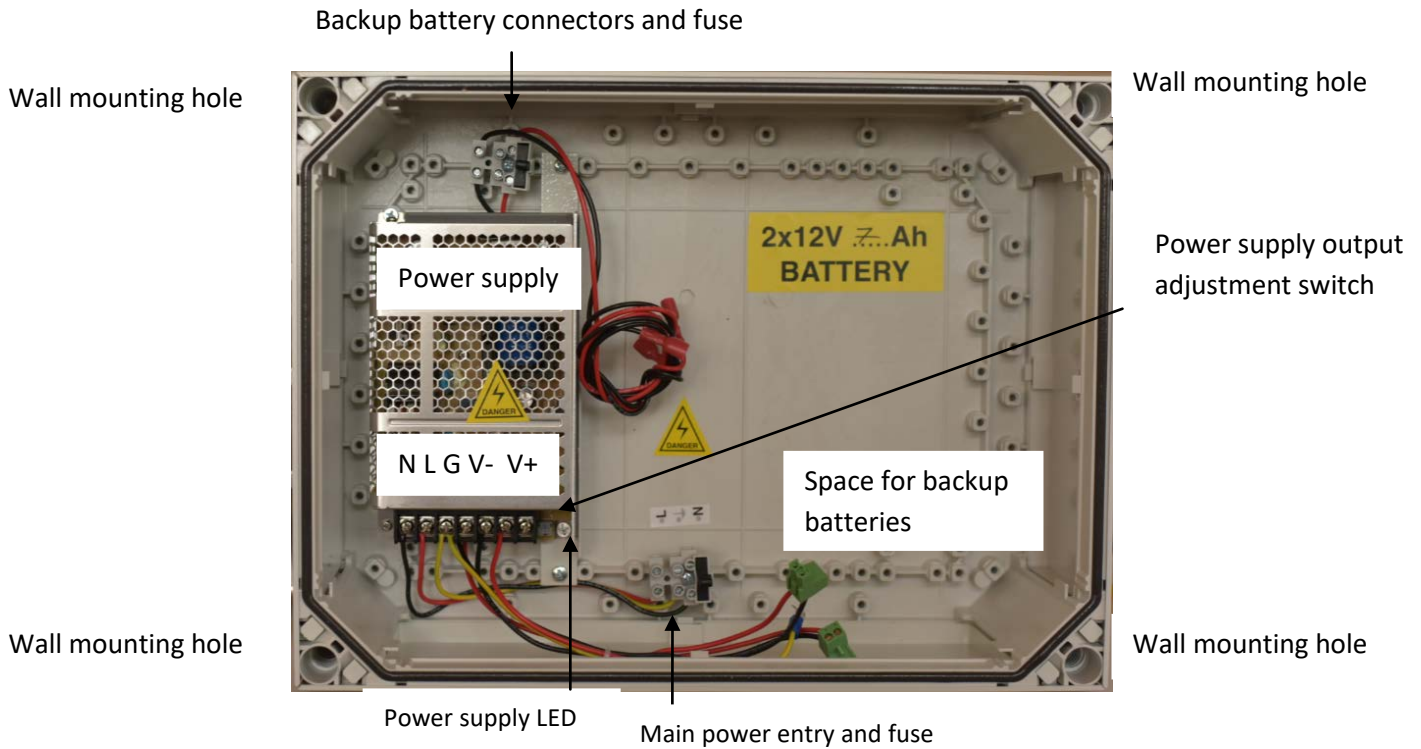 Backup battery connectors and fuse
Wall mounting hole
Wall mounting hole
2x12V 7....Ah
BATTERY
Power supply output
adjustment switch
Power supply
DANGER
DANGER
N L G V- V+
Space for backup
batteries
L ⏚ N
Wall mounting hole
Wall mounting hole
Power supply LED
Main power entry and fuse